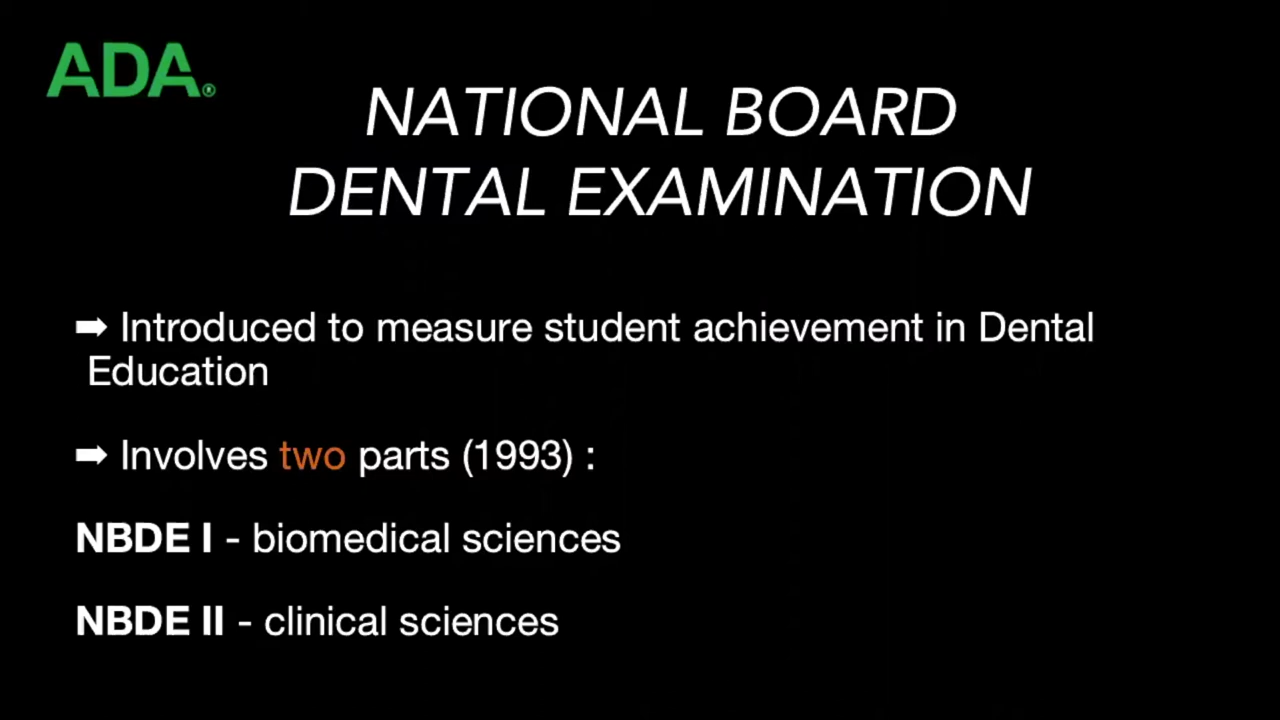 ADA®
NATIONAL BOARD
DENTAL EXAMINATION
➡ Introduced to measure student achievement in Dental
Education
➡ Involves two parts (1993) :
NBDE I - biomedical sciences
NBDE II - clinical sciences